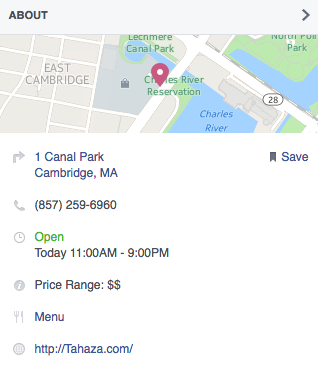 ABOUT
Lechmere
Canal Park
North Point
Park
EAST
CAMBRIDGE
Charles River
Reservation
28
Charles
River
1 Canal Park
Save
Cambridge, MA
(857) 259-6960
Open
Today 11:00AM - 9:00PM
Price Range: $$
Menu
http://Tahaza.com/